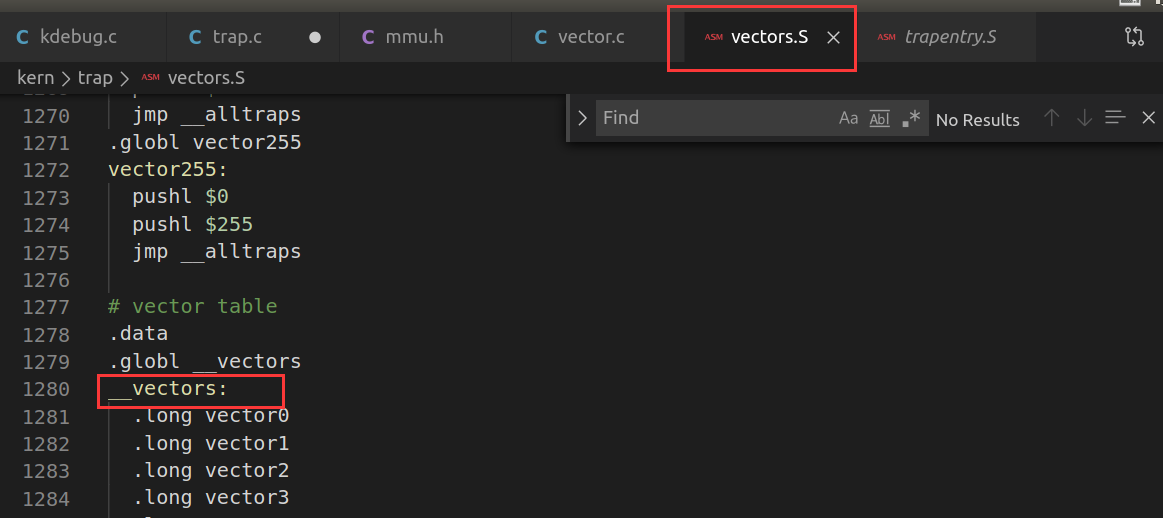 C kdebug.c C trap.c ● C mmu.h C vector.c ASM vectors.S × ASM trapentry.S
kern > trap > ASM vectors.S
Find Aa Abl .* No Results
1270 jmp __alltraps
1271 .globl vector255
1272 vector255:
1273 pushl $0
1274 pushl $255
1275 jmp __alltraps
1276
1277 # vector table
1278 .data
1279 .globl __vectors
1280 __vectors:
1281 .long vector0
1282 .long vector1
1283 .long vector2
1284 .long vector3